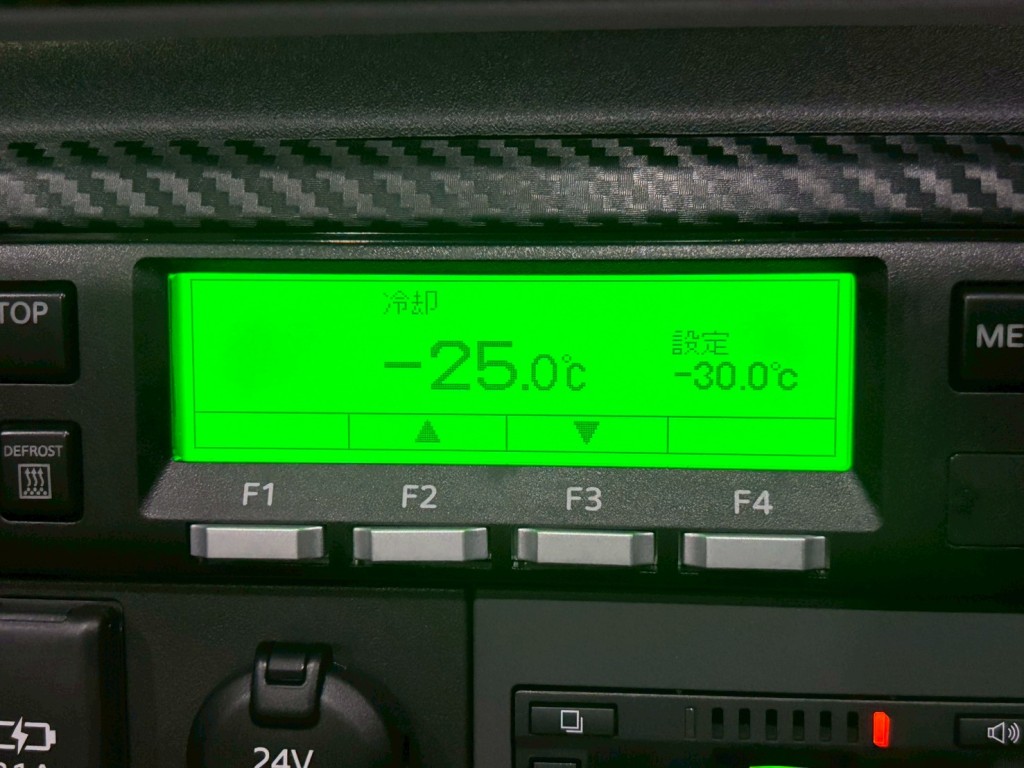 冷却
-25.0℃
設定
-30.0℃
▲ ▼
TOP
ME
DEFROST
F1 F2 F3 F4
24V